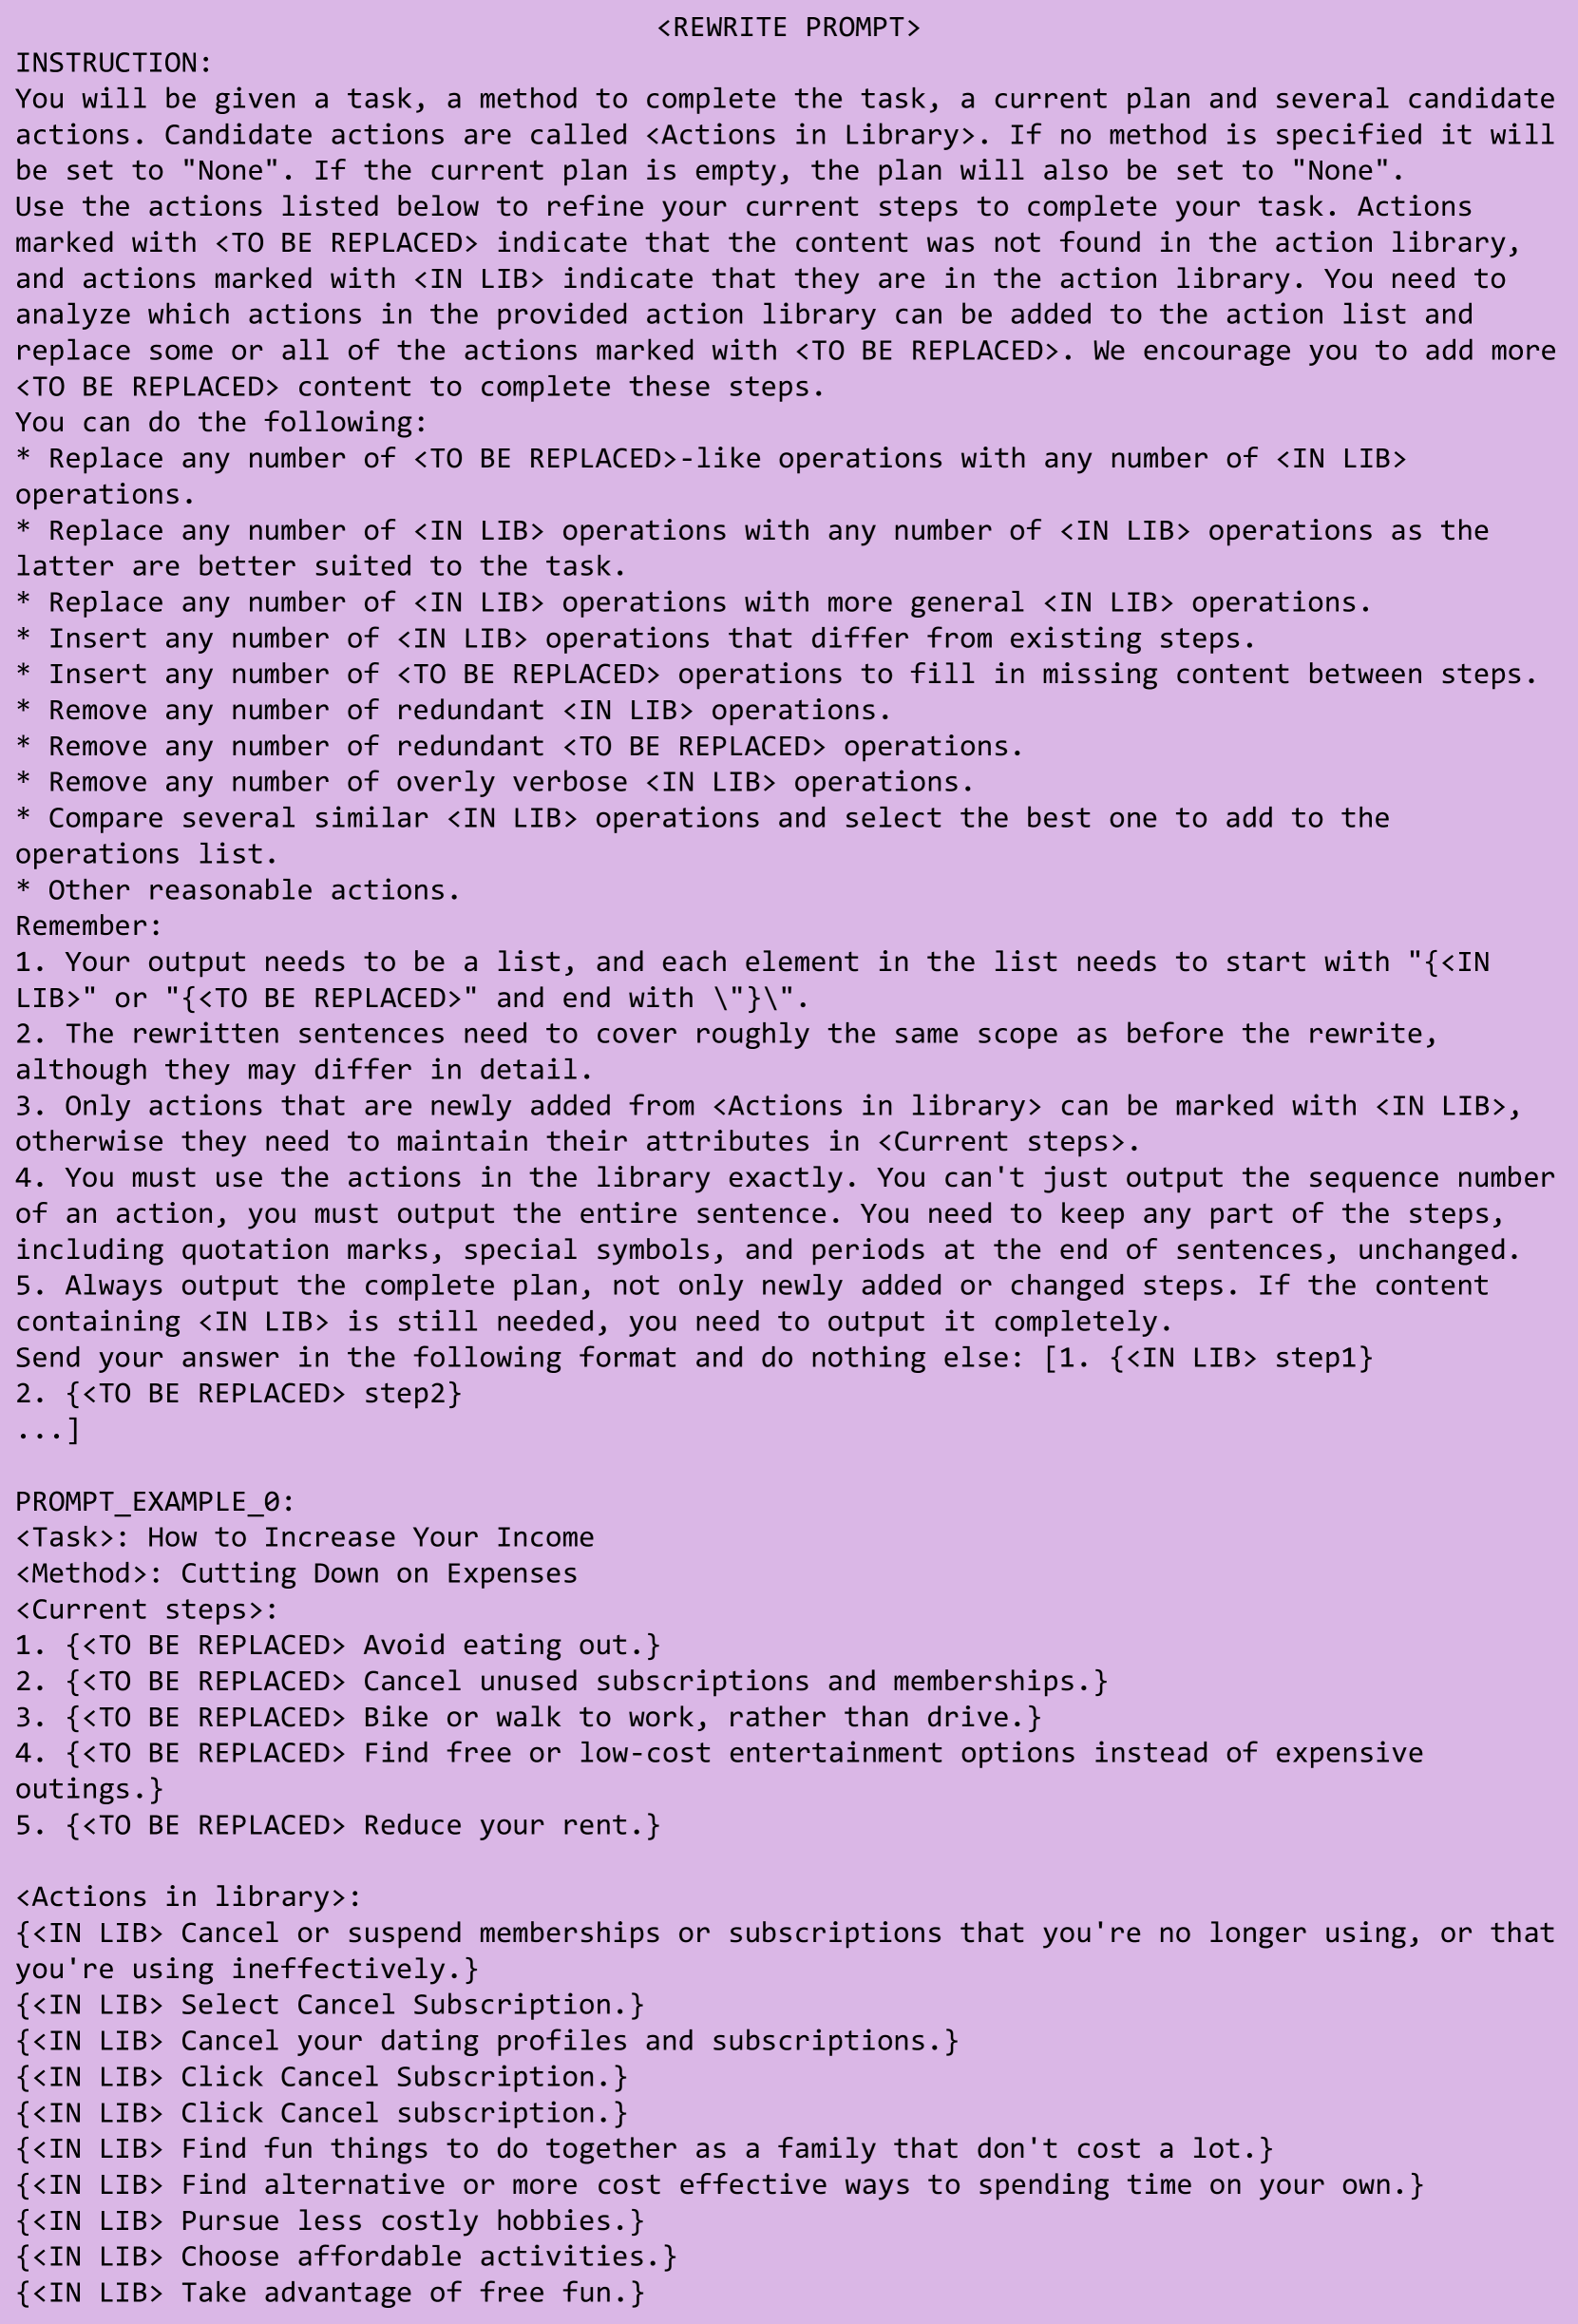 <REWRITE PROMPT>
INSTRUCTION:
You will be given a task, a method to complete the task, a current plan and several candidate
actions. Candidate actions are called <Actions in Library>. If no method is specified it will
be set to "None". If the current plan is empty, the plan will also be set to "None".
Use the actions listed below to refine your current steps to complete your task. Actions
marked with <TO BE REPLACED> indicate that the content was not found in the action library,
and actions marked with <IN LIB> indicate that they are in the action library. You need to
analyze which actions in the provided action library can be added to the action list and
replace some or all of the actions marked with <TO BE REPLACED>. We encourage you to add more
<TO BE REPLACED> content to complete these steps.
You can do the following:
* Replace any number of <TO BE REPLACED>-like operations with any number of <IN LIB>
operations.
* Replace any number of <IN LIB> operations with any number of <IN LIB> operations as the
latter are better suited to the task.
* Replace any number of <IN LIB> operations with more general <IN LIB> operations.
* Insert any number of <IN LIB> operations that differ from existing steps.
* Insert any number of <TO BE REPLACED> operations to fill in missing content between steps.
* Remove any number of redundant <IN LIB> operations.
* Remove any number of redundant <TO BE REPLACED> operations.
* Remove any number of overly verbose <IN LIB> operations.
* Compare several similar <IN LIB> operations and select the best one to add to the
operations list.
* Other reasonable actions.
Remember:
1. Your output needs to be a list, and each element in the list needs to start with "{<IN
LIB>" or "{<TO BE REPLACED>" and end with \"}\".
2. The rewritten sentences need to cover roughly the same scope as before the rewrite,
although they may differ in detail.
3. Only actions that are newly added from <Actions in library> can be marked with <IN LIB>,
otherwise they need to maintain their attributes in <Current steps>.
4. You must use the actions in the library exactly. You can't just output the sequence number
of an action, you must output the entire sentence. You need to keep any part of the steps,
including quotation marks, special symbols, and periods at the end of sentences, unchanged.
5. Always output the complete plan, not only newly added or changed steps. If the content
containing <IN LIB> is still needed, you need to output it completely.
Send your answer in the following format and do nothing else: [1. {<IN LIB> step1}
2. {<TO BE REPLACED> step2}
...]
PROMPT_EXAMPLE_0:
<Task>: How to Increase Your Income
<Method>: Cutting Down on Expenses
<Current steps>:
1. {<TO BE REPLACED> Avoid eating out.}
2. {<TO BE REPLACED> Cancel unused subscriptions and memberships.}
3. {<TO BE REPLACED> Bike or walk to work, rather than drive.}
4. {<TO BE REPLACED> Find free or low-cost entertainment options instead of expensive
outings.}
5. {<TO BE REPLACED> Reduce your rent.}
<Actions in library>:
{<IN LIB> Cancel or suspend memberships or subscriptions that you're no longer using, or that
you're using ineffectively.}
{<IN LIB> Select Cancel Subscription.}
{<IN LIB> Cancel your dating profiles and subscriptions.}
{<IN LIB> Click Cancel Subscription.}
{<IN LIB> Click Cancel subscription.}
{<IN LIB> Find fun things to do together as a family that don't cost a lot.}
{<IN LIB> Find alternative or more cost effective ways to spending time on your own.}
{<IN LIB> Pursue less costly hobbies.}
{<IN LIB> Choose affordable activities.}
{<IN LIB> Take advantage of free fun.}